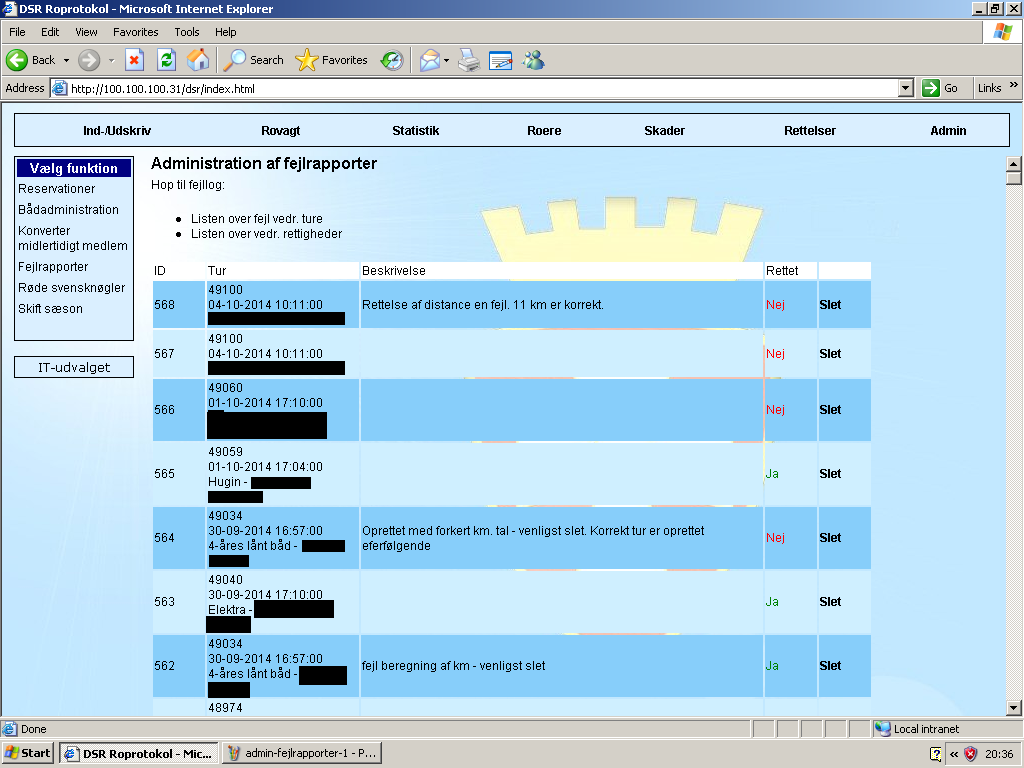 DSR Roprotokol - Microsoft Internet Explorer
File Edit View Favorites Tools Help
Back Search Favorites
Address http://100.100.100.31/dsr/index.html Go Links »
Ind-/Udskriv Rovagt Statistik Roere Skader Rettelser Admin
Vælg funktion
Reservationer
Bådadministration
Konverter
midlertidigt medlem
Fejlrapporter
Røde svensknøgler
Skift sæson
IT-udvalget
Administration af fejlrapporter
Hop til fejllog:
Listen over fejl vedr. ture
Listen over vedr. rettigheder
ID Tur Beskrivelse Rettet
568 49100
04-10-2014 10:11:00 Rettelse af distance en fejl. 11 km er korrekt. Nej Slet
567 49100
04-10-2014 10:11:00 Nej Slet
566 49060
01-10-2014 17:10:00 Nej Slet
565 49059
01-10-2014 17:04:00 Ja Slet
Hugin -
564 49034
30-09-2014 16:57:00 Oprettet med forkert km. tal - venligst slet. Korrekt tur er oprettet Nej Slet
4-åres lånt båd - eferfølgende
563 49040
30-09-2014 17:10:00 Ja Slet
Elektra -
562 49034
30-09-2014 16:57:00 fejl beregning af km - venligst slet Ja Slet
4-åres lånt båd -
48974
Done Local intranet
Start DSR Roprotokol - Mic... admin-fejlrapporter-1 - P... « 20:36